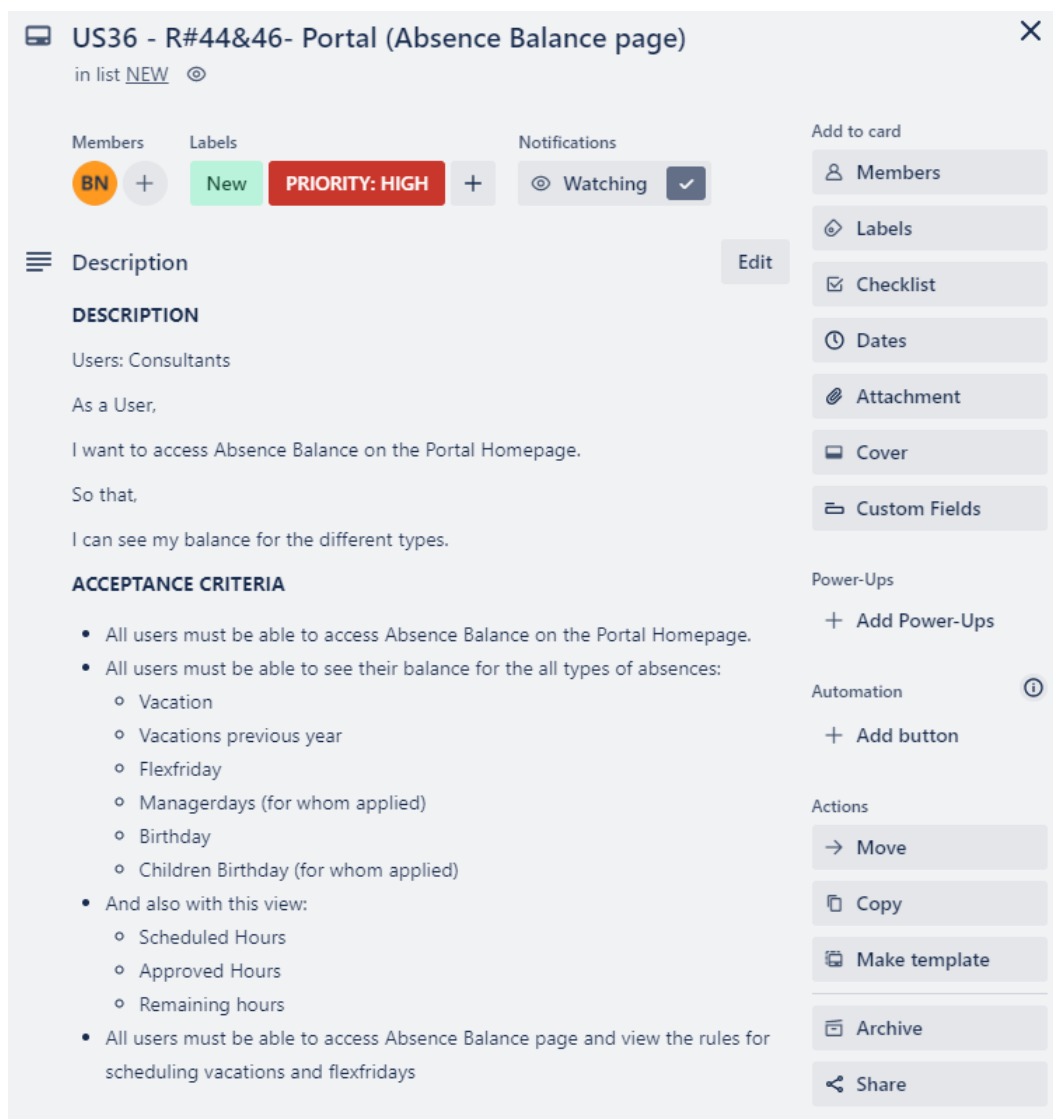 US36 - R#44&46- Portal (Absence Balance page)
in list NEW
Members
Labels
Notifications
BN
New
PRIORITY: HIGH
Watching
Description
Edit
DESCRIPTION
Users: Consultants
As a User,
I want to access Absence Balance on the Portal Homepage.
So that,
I can see my balance for the different types.
ACCEPTANCE CRITERIA
All users must be able to access Absence Balance on the Portal Homepage.
All users must be able to see their balance for the all types of absences:
Vacation
Vacations previous year
Flexfriday
Managerdays (for whom applied)
Birthday
Children Birthday (for whom applied)
And also with this view:
Scheduled Hours
Approved Hours
Remaining hours
All users must be able to access Absence Balance page and view the rules for
scheduling vacations and flexfridays
Add to card
Members
Labels
Checklist
Dates
Attachment
Cover
Custom Fields
Power-Ups
Add Power-Ups
Automation
Add button
Actions
Move
Copy
Make template
Archive
Share